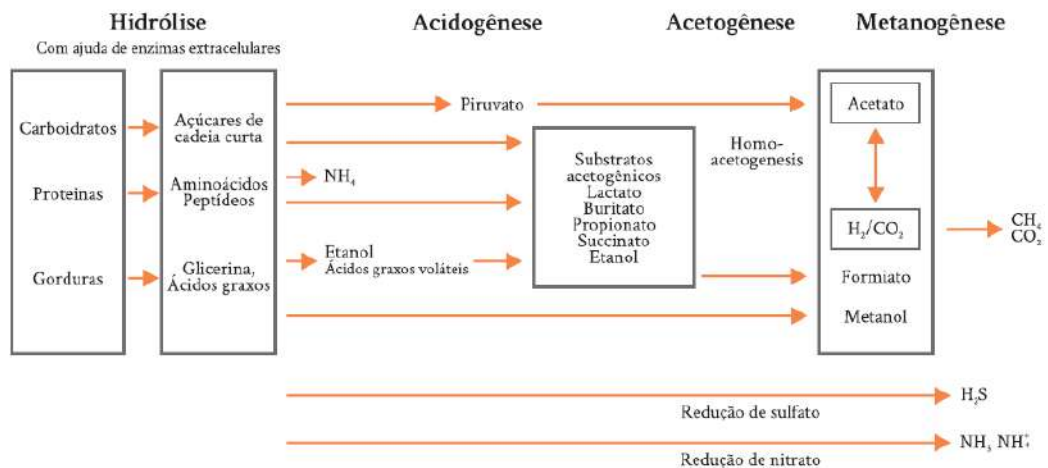 Hidrólise
Com ajuda de enzimas extracelulares
Acidogênese
Acetogênese
Metanogênese
Carboidratos
Proteinas
Gorduras
Açúcares de
cadeia curta
Aminoácidos
Peptídeos
Glicerina,
Ácidos graxos
Piruvato
NH₄
Etanol
Ácidos graxos voláteis
Substratos
acetogênicos
Lactato
Buritato
Propionato
Succinato
Etanol
Homo-
acetogenesis
Acetato
H₂/CO₂
Formiato
Metanol
CH₄
CO₂
Redução de sulfato
H₂S
Redução de nitrato
NH₃ NH₄⁺